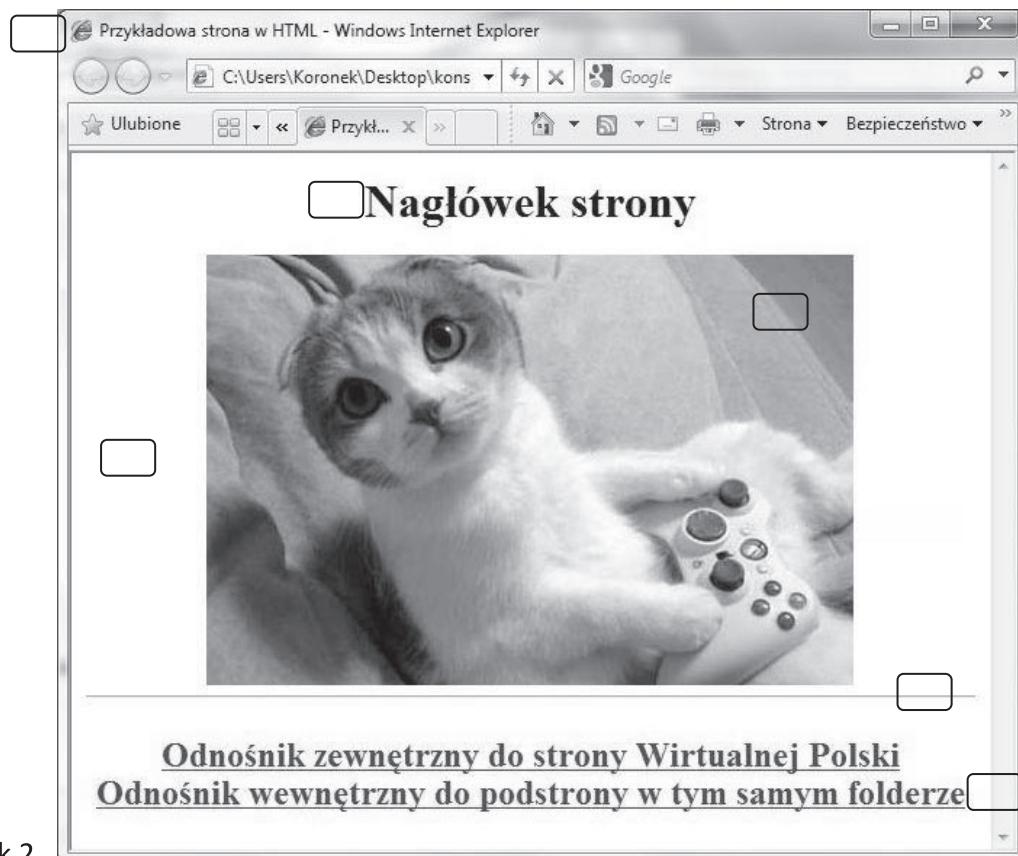 Przykładowa strona w HTML - Windows Internet Explorer
C:\Users\Koronek\Desktop\kons
Google
Ulubione
Przykł...
Strona
Bezpieczeństwo
Nagłówek strony
Odnośnik zewnętrzny do strony Wirtualnej Polski
Odnośnik wewnętrzny do podstrony w tym samym folderze
k 2